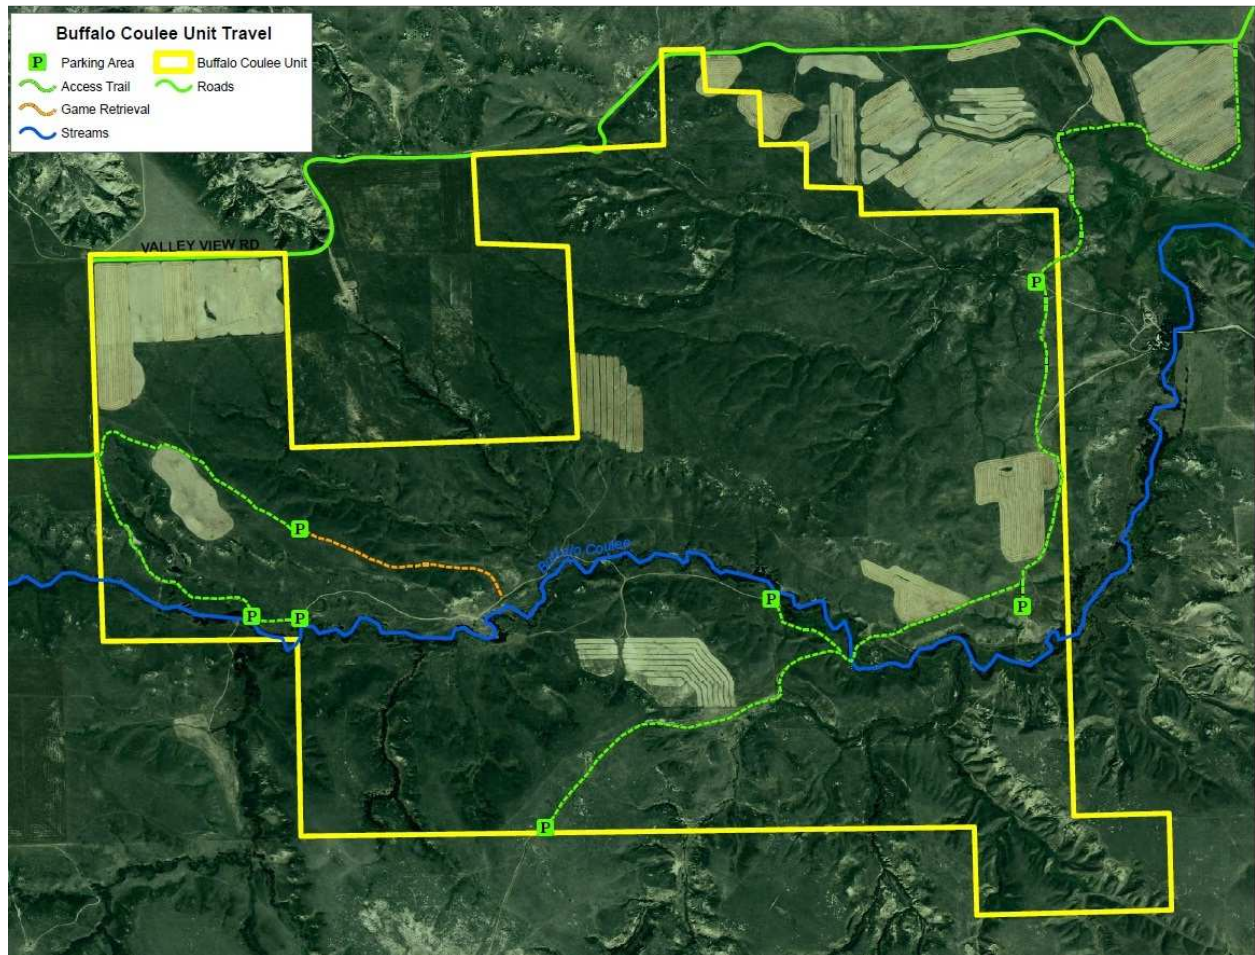 Buffalo Coulee Unit Travel
P Parking Area
Buffalo Coulee Unit
Access Trail
Roads
Game Retrieval
Streams
VALLEY VIEW RD
P
P
Buffalo Coulee
P
P
P
P
P